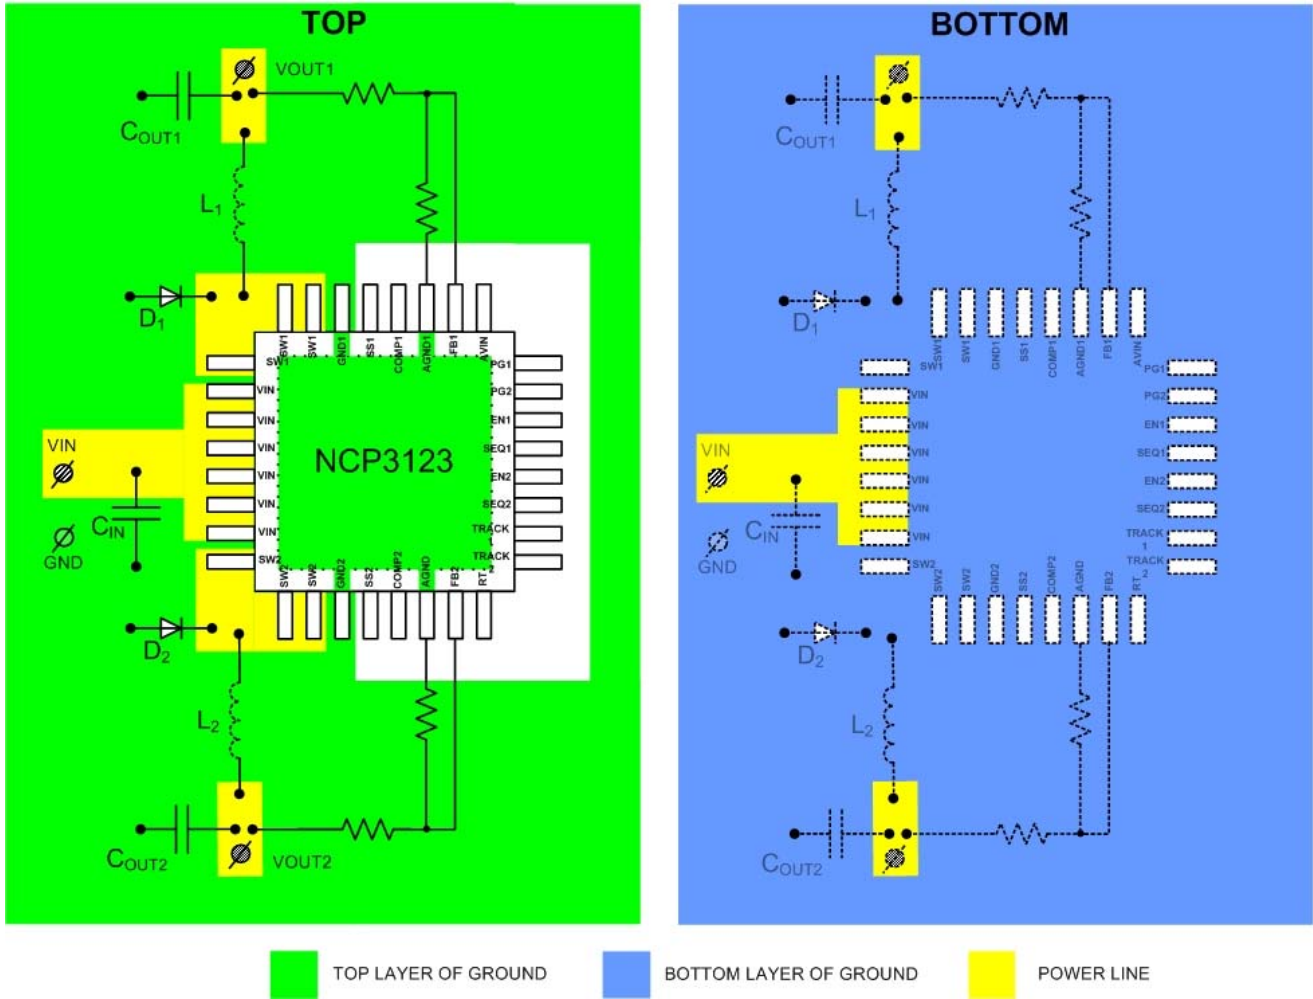 TOP
VOUT1
COUT1
L1
D1
SW1
SW1
GND1
SS1
COMP1
AGND1
FB1
AVIN
SW1
VIN
VIN
VIN
VIN
VIN
VIN
SW2
PG1
PG2
EN1
SEQ1
EN2
SEQ2
TRACK
1
TRACK
2
NCP3123
VIN
CIN
GND
SW2
SW2
GND2
SS2
COMP2
AGND
FB2
RT
D2
L2
COUT2
VOUT2
BOTTOM
COUT1
L1
D1
SW1
SW1
GND1
SS1
COMP1
AGND1
FB1
AVIN
SW1
VIN
VIN
VIN
VIN
VIN
VIN
SW2
PG1
PG2
EN1
SEQ1
EN2
SEQ2
TRACK
1
TRACK
2
VIN
CIN
GND
SW2
SW2
GND2
SS2
COMP2
AGND
FB2
RT
D2
L2
COUT2
TOP LAYER OF GROUND
BOTTOM LAYER OF GROUND
POWER LINE